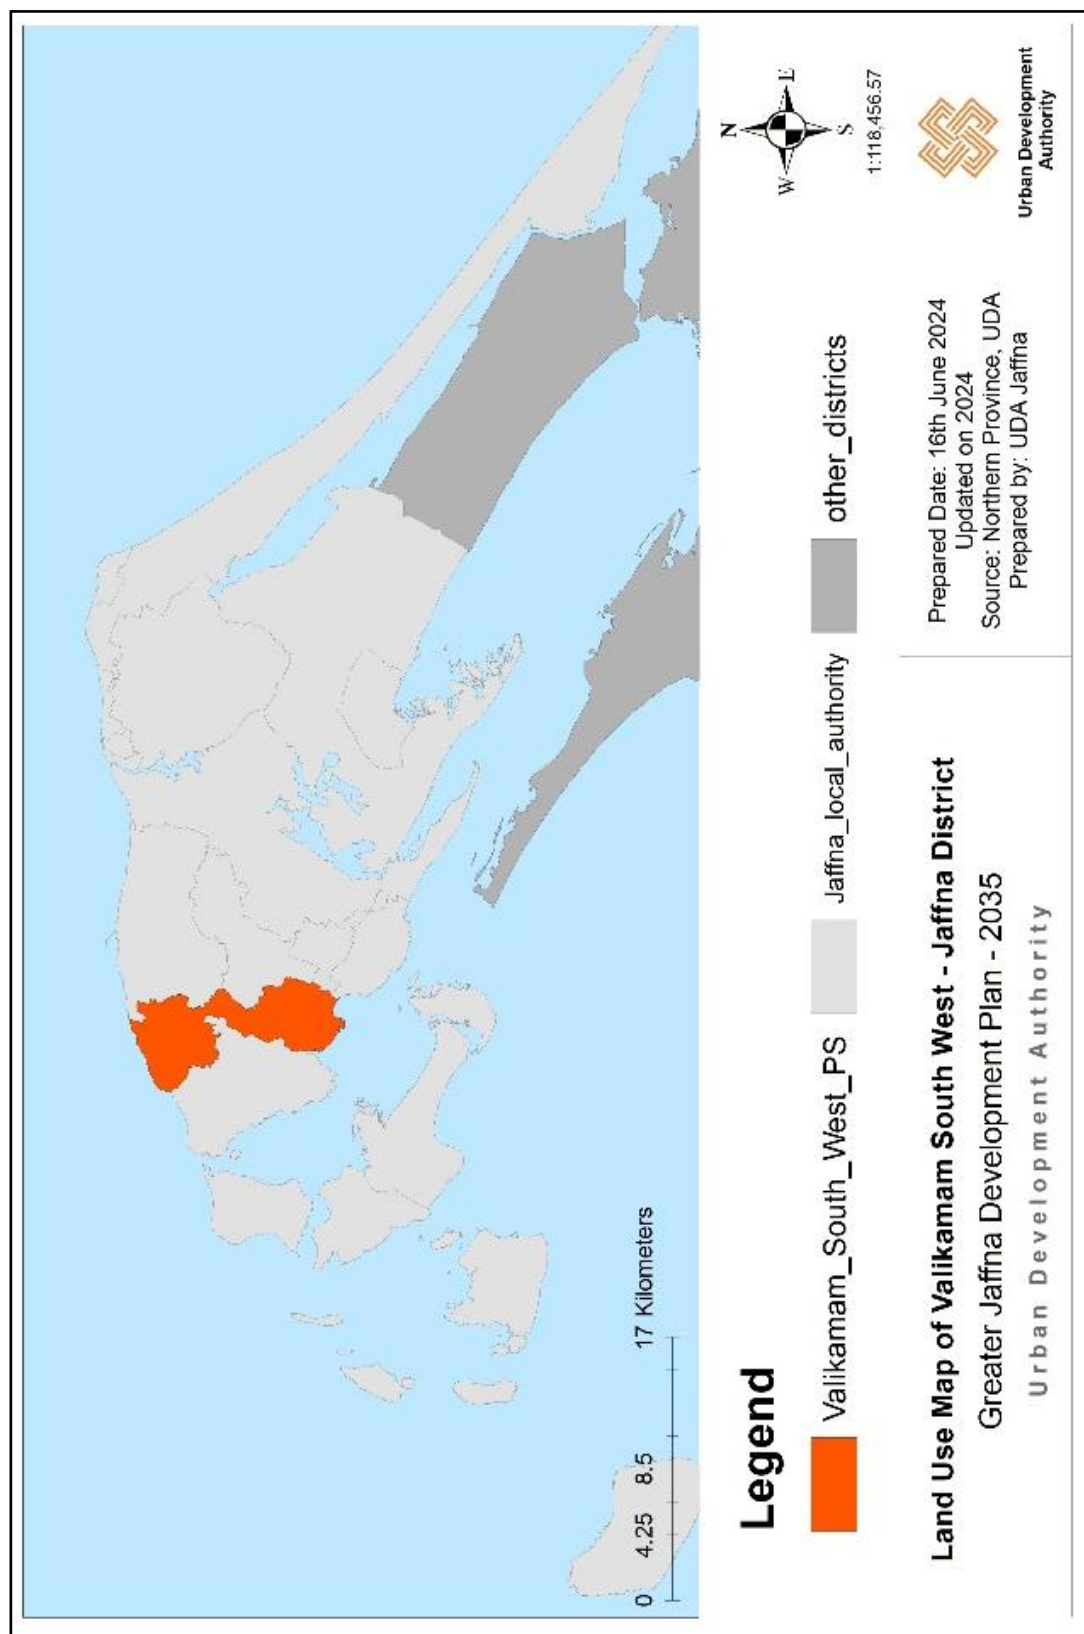 N
W
E
S
1:118,456.57
0 4.25 8.5 17 Kilometers
Legend
Valikamam_South_West_PS
Jaffna_local_authority
other_districts
Land Use Map of Valikamam South West - Jaffna District
Greater Jaffna Development Plan - 2035
Urban Development Authority
Prepared Date: 16th June 2024
Updated on 2024
Source: Northern Province, UDA
Prepared by: UDA Jaffna
Urban Development
Authority